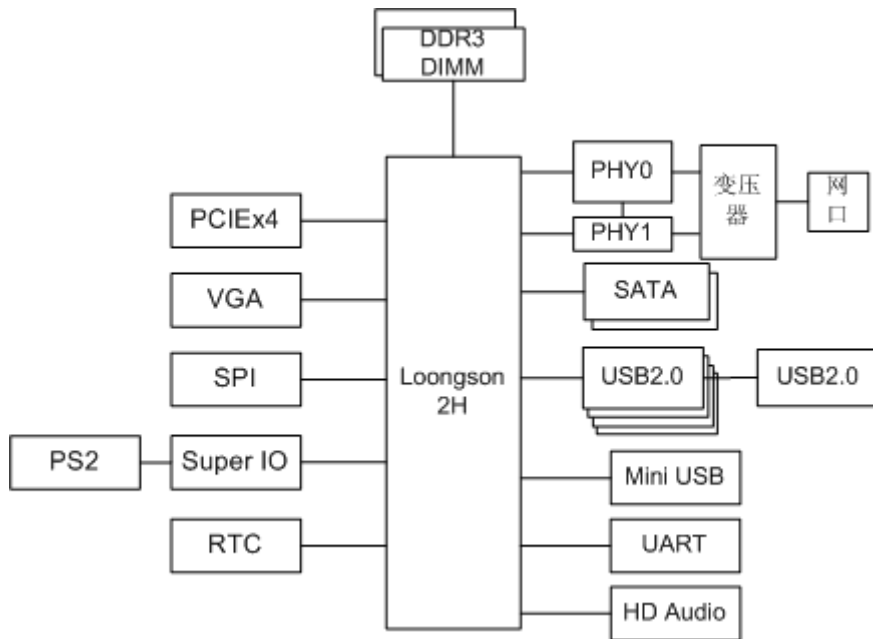 DDR3
DIMM
PHY0
变压
器
网
口
PCIEx4
PHY1
VGA
SATA
SPI
Loongson
2H
USB2.0
USB2.0
PS2
Super IO
Mini USB
RTC
UART
HD Audio